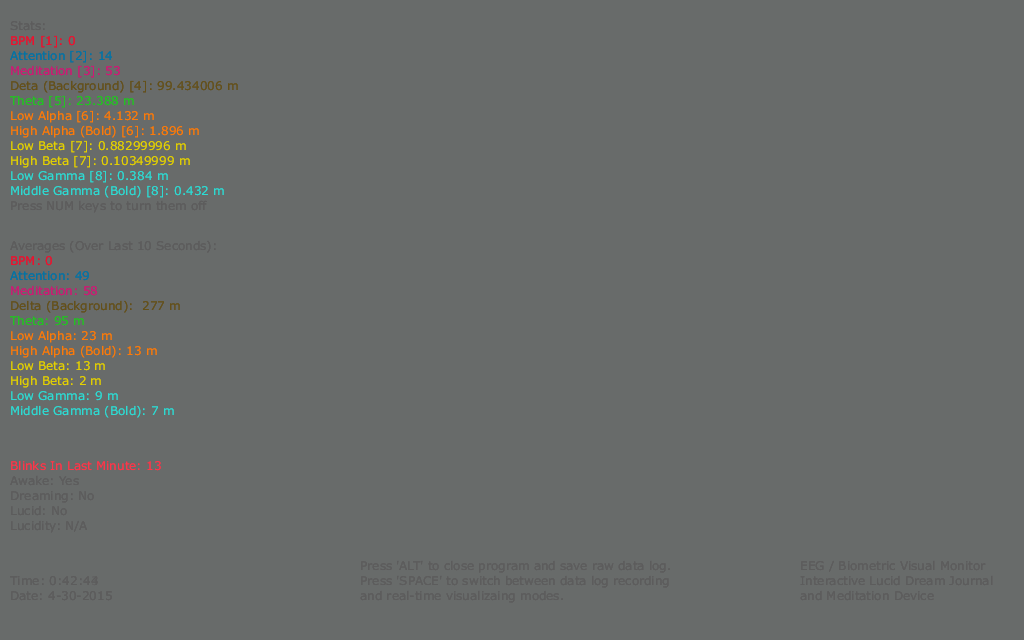 Stats:
BPM [1]: 0
Attention [2]: 14
Meditation [3]: 53
Deta (Background) [4]: 99.434006 m
Theta [5]: 23.388 m
Low Alpha [6]: 4.132 m
High Alpha (Bold) [6]: 1.896 m
Low Beta [7]: 0.88299996 m
High Beta [7]: 0.10349999 m
Low Gamma [8]: 0.384 m
Middle Gamma (Bold) [8]: 0.432 m
Press NUM keys to turn them off
Averages (Over Last 10 Seconds):
BPM: 0
Attention: 49
Meditation: 58
Delta (Background):  277 m
Theta: 95 m
Low Alpha: 23 m
High Alpha (Bold): 13 m
Low Beta: 13 m
High Beta: 2 m
Low Gamma: 9 m
Middle Gamma (Bold): 7 m
Blinks In Last Minute: 13
Awake: Yes
Dreaming: No
Lucid: No
Lucidity: N/A
Time: 0:42:44
Date: 4-30-2015
Press 'ALT' to close program and save raw data log.
Press 'SPACE' to switch between data log recording
and real-time visualizaing modes.
EEG / Biometric Visual Monitor
Interactive Lucid Dream Journal
and Meditation Device